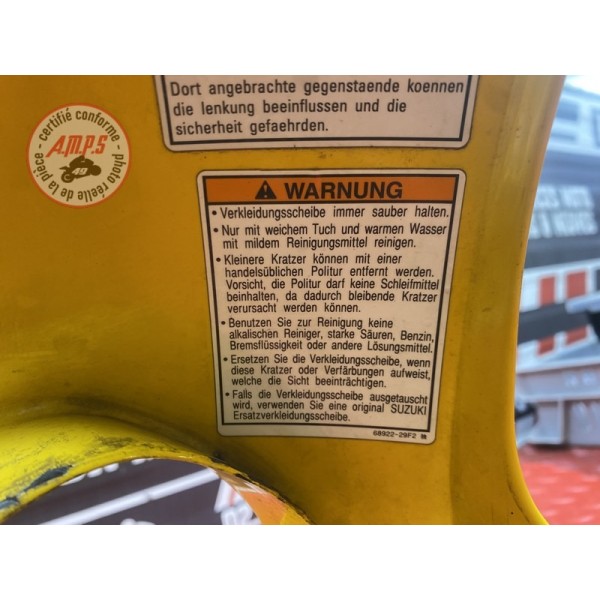 Dort angebrachte gegenstaende koennen
die lenkung beeinflussen und die
sicherheit gefaehrden.
- certifié conforme -
A.M.P.S
49
photo réelle de la pièce
WARNUNG
• Verkleidungsscheibe immer sauber halten.
• Nur mit weichem Tuch und warmen Wasser
mit mildem Reinigungsmittel reinigen.
• Kleinere Kratzer können mit einer
handelsüblichen Politur entfernt werden.
Vorsicht, die Politur darf keine Schleifmittel
beinhalten, da dadurch bleibende Kratzer
verursacht werden können.
• Benutzen Sie zur Reinigung keine
alkalischen Reiniger, starke Säuren, Benzin,
Bremsflüssigkeit oder andere Lösungsmittel.
• Ersetzen Sie die Verkleidungsscheibe, wenn
diese Kratzer oder Verfärbungen aufweist,
welche die Sicht beeinträchtigen.
• Falls die Verkleidungsscheibe ausgetauscht
wird, verwenden Sie eine original SUZUKI
Ersatzverkleidungsscheibe.
68922-29F2